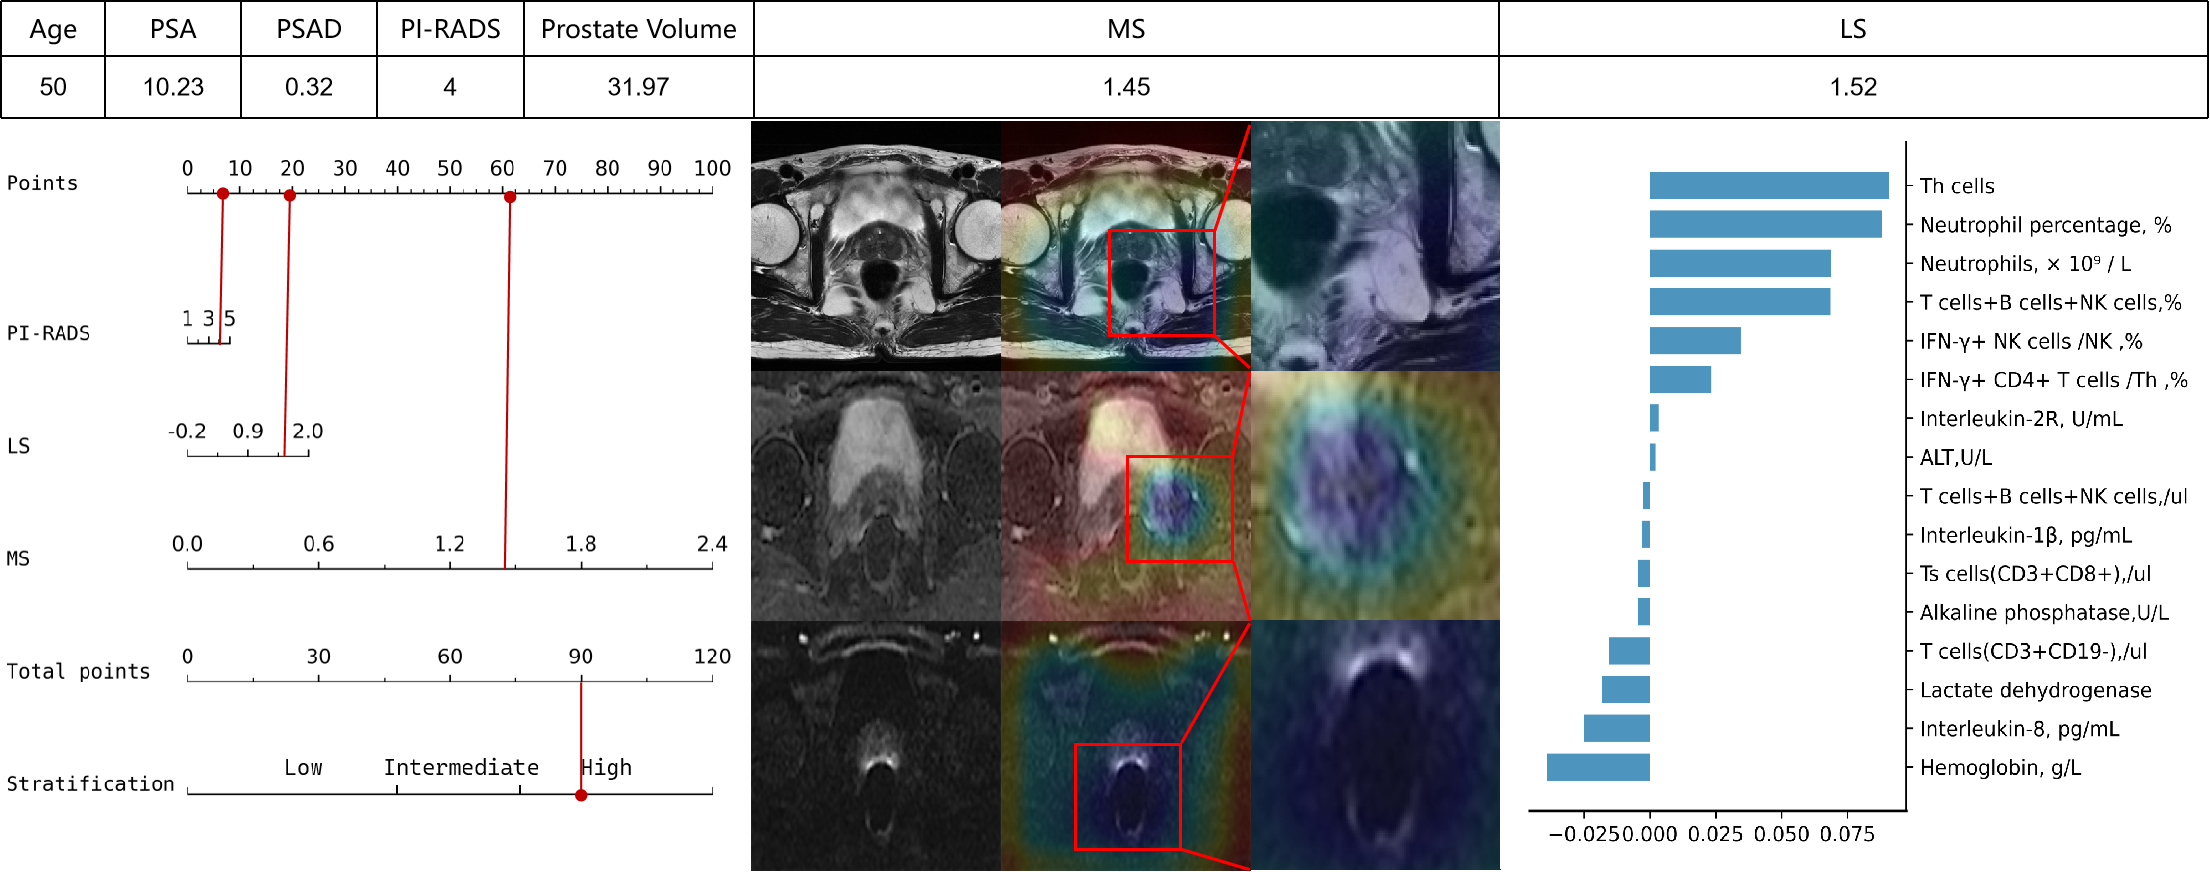 Age PSA PSAD PI-RADS Prostate Volume MS LS
50 10.23 0.32 4 31.97 1.45 1.52
0 10 20 30 40 50 60 70 80 90 100
Points
1 3 5
PI-RADS
-0.2 0.9 2.0
LS
0.0 0.6 1.2 1.8 2.4
MS
0 30 60 90 120
Total points
Low Intermediate High
Stratification
Th cells
Neutrophil percentage, %
Neutrophils, × 10⁹ / L
T cells+B cells+NK cells,%
IFN-γ+ NK cells /NK ,%
IFN-γ+ CD4+ T cells /Th ,%
Interleukin-2R, U/mL
ALT,U/L
T cells+B cells+NK cells,/ul
Interleukin-1β, pg/mL
Ts cells(CD3+CD8+),/ul
Alkaline phosphatase,U/L
T cells(CD3+CD19-),/ul
Lactate dehydrogenase
Interleukin-8, pg/mL
Hemoglobin, g/L
−0.025 0.000 0.025 0.050 0.075